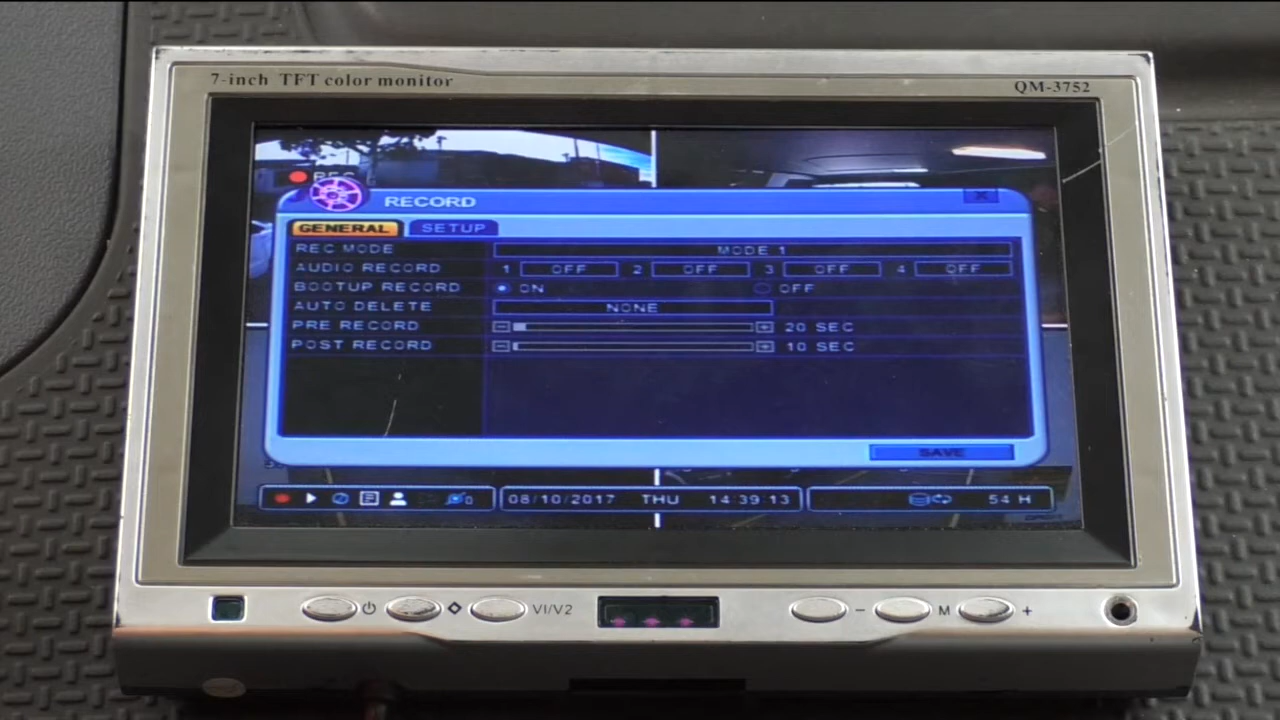 7-inch TFT color monitor
QM-3752
REC
RECORD
X
GENERAL SETUP
REC MODE MODE 1
AUDIO RECORD 1 OFF 2 OFF 3 OFF 4 OFF
BOOTUP RECORD ON OFF
AUTO DELETE NONE
PRE RECORD 20 SEC
POST RECORD 10 SEC
SAVE
08/10/2017 THU 14:39:13 54 H
V1/V2 − M +